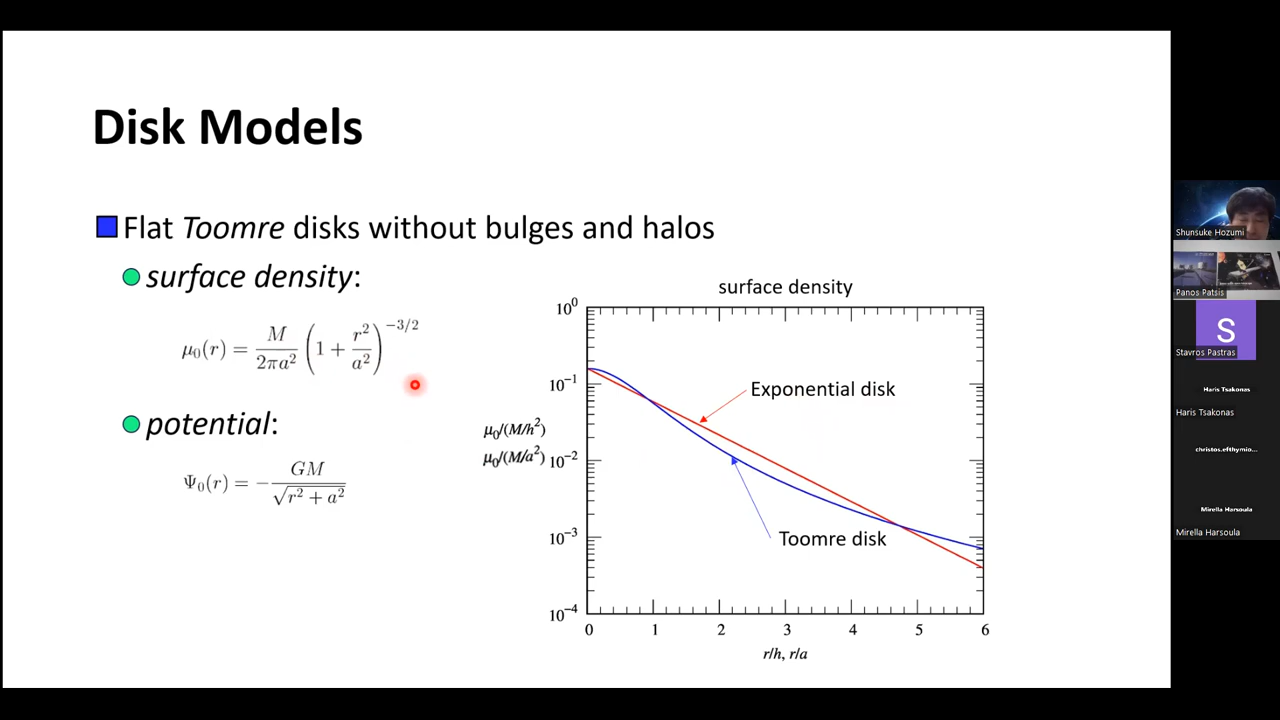 Disk Models
Flat Toomre disks without bulges and halos
surface density:
μ₀(r) = M / 2πa² (1 + r²/a²)^−3/2
potential:
Ψ₀(r) = − GM / √(r² + a²)
surface density
10⁰
10⁻¹
10⁻²
10⁻³
10⁻⁴
μ₀/(M/h²)
μ₀/(M/a²)
Exponential disk
Toomre disk
0 1 2 3 4 5 6
r/h, r/a
Shunsuke Hozumi
Panos Patsis
S
Stavros Pastras
Haris Tsakonas
Haris Tsakonas
christos.efthymio...
Mirella Harsoula
Mirella Harsoula